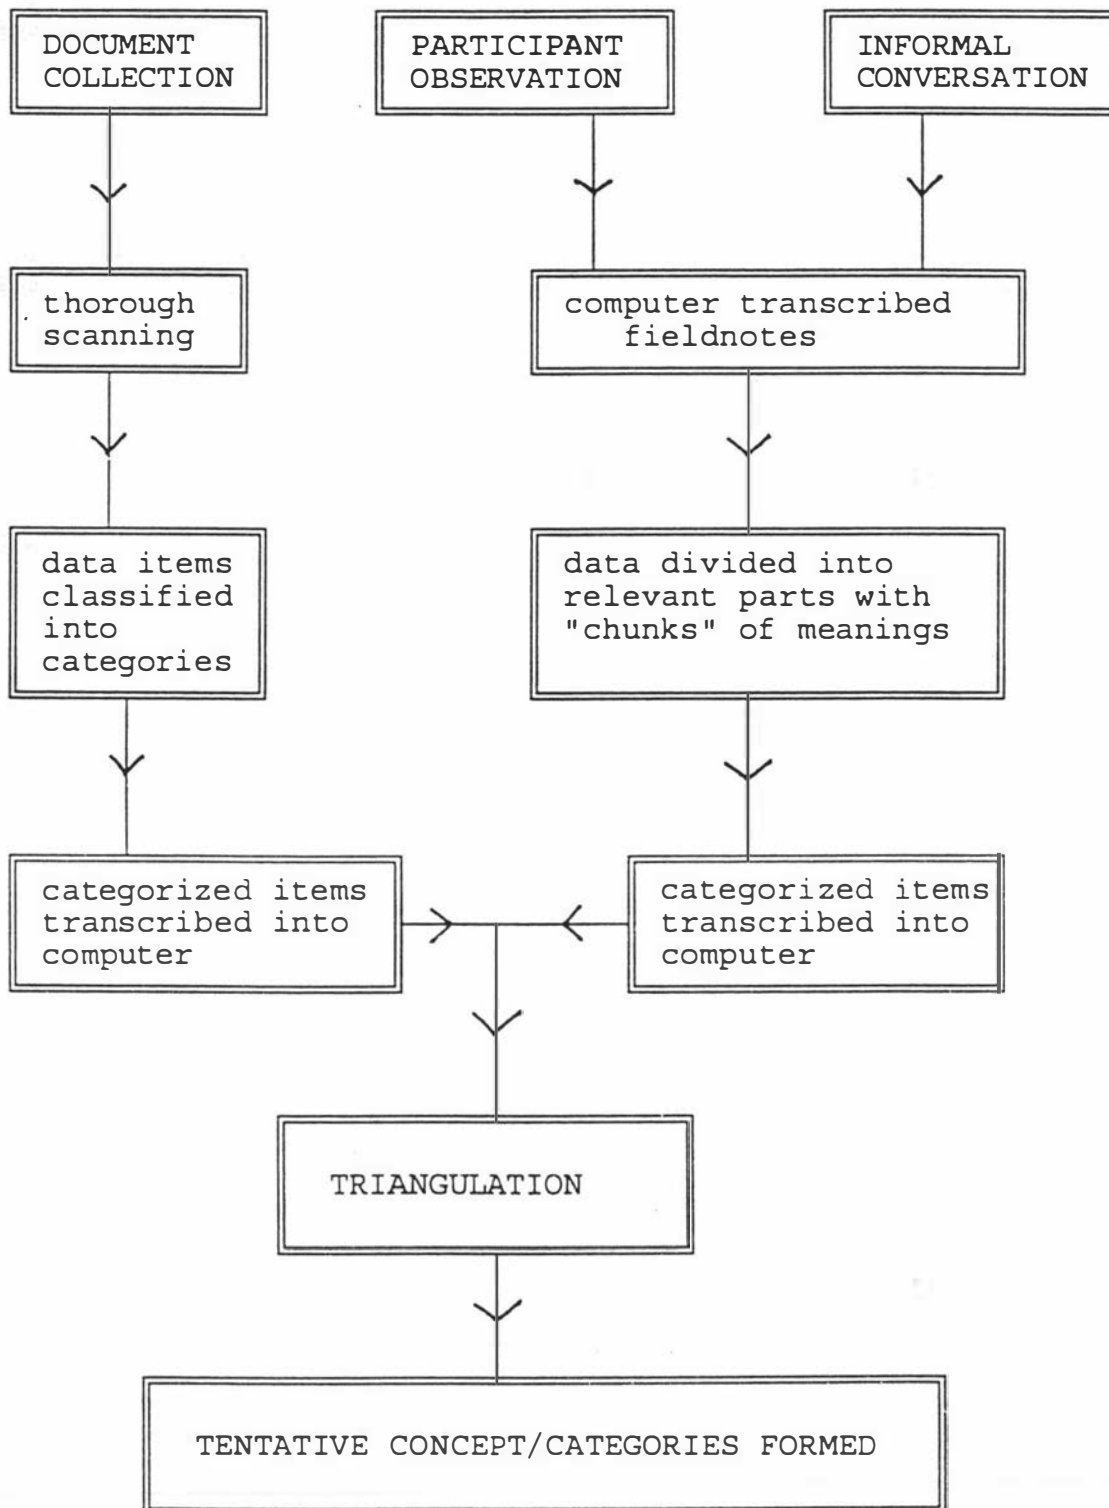 DOCUMENT
COLLECTION
PARTICIPANT
OBSERVATION
INFORMAL
CONVERSATION
thorough
scanning
computer transcribed
fieldnotes
data items
classified
into
categories
data divided into
relevant parts with
"chunks" of meanings
categorized items
transcribed into
computer
categorized items
transcribed into
computer
TRIANGULATION
TENTATIVE CONCEPT/CATEGORIES FORMED